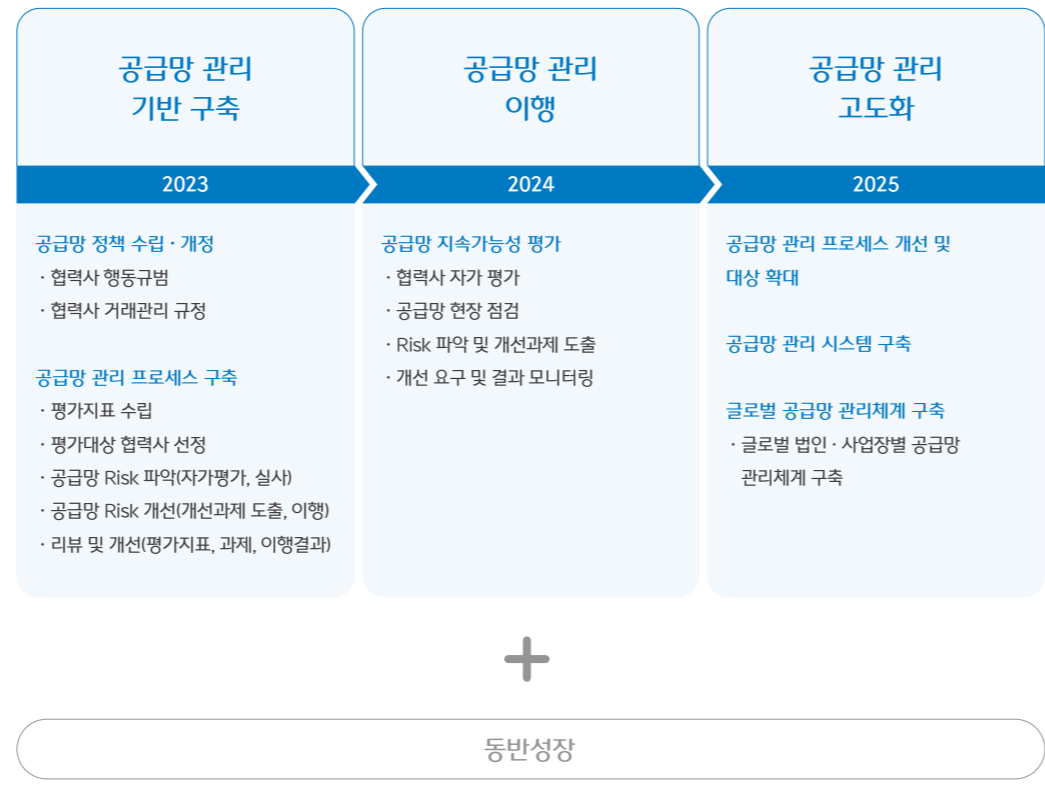 공급망 관리
기반 구축
2023
공급망 정책 수립 · 개정
· 협력사 행동규범
· 협력사 거래관리 규정
공급망 관리 프로세스 구축
· 평가지표 수립
· 평가대상 협력사 선정
· 공급망 Risk 파악(자가평가, 실사)
· 공급망 Risk 개선(개선과제 도출, 이행)
· 리뷰 및 개선(평가지표, 과제, 이행결과)
공급망 관리
이행
2024
공급망 지속가능성 평가
· 협력사 자가 평가
· 공급망 현장 점검
· Risk 파악 및 개선과제 도출
· 개선 요구 및 결과 모니터링
공급망 관리
고도화
2025
공급망 관리 프로세스 개선 및
대상 확대
공급망 관리 시스템 구축
글로벌 공급망 관리체계 구축
· 글로벌 법인 · 사업장별 공급망
관리체계 구축
동반성장